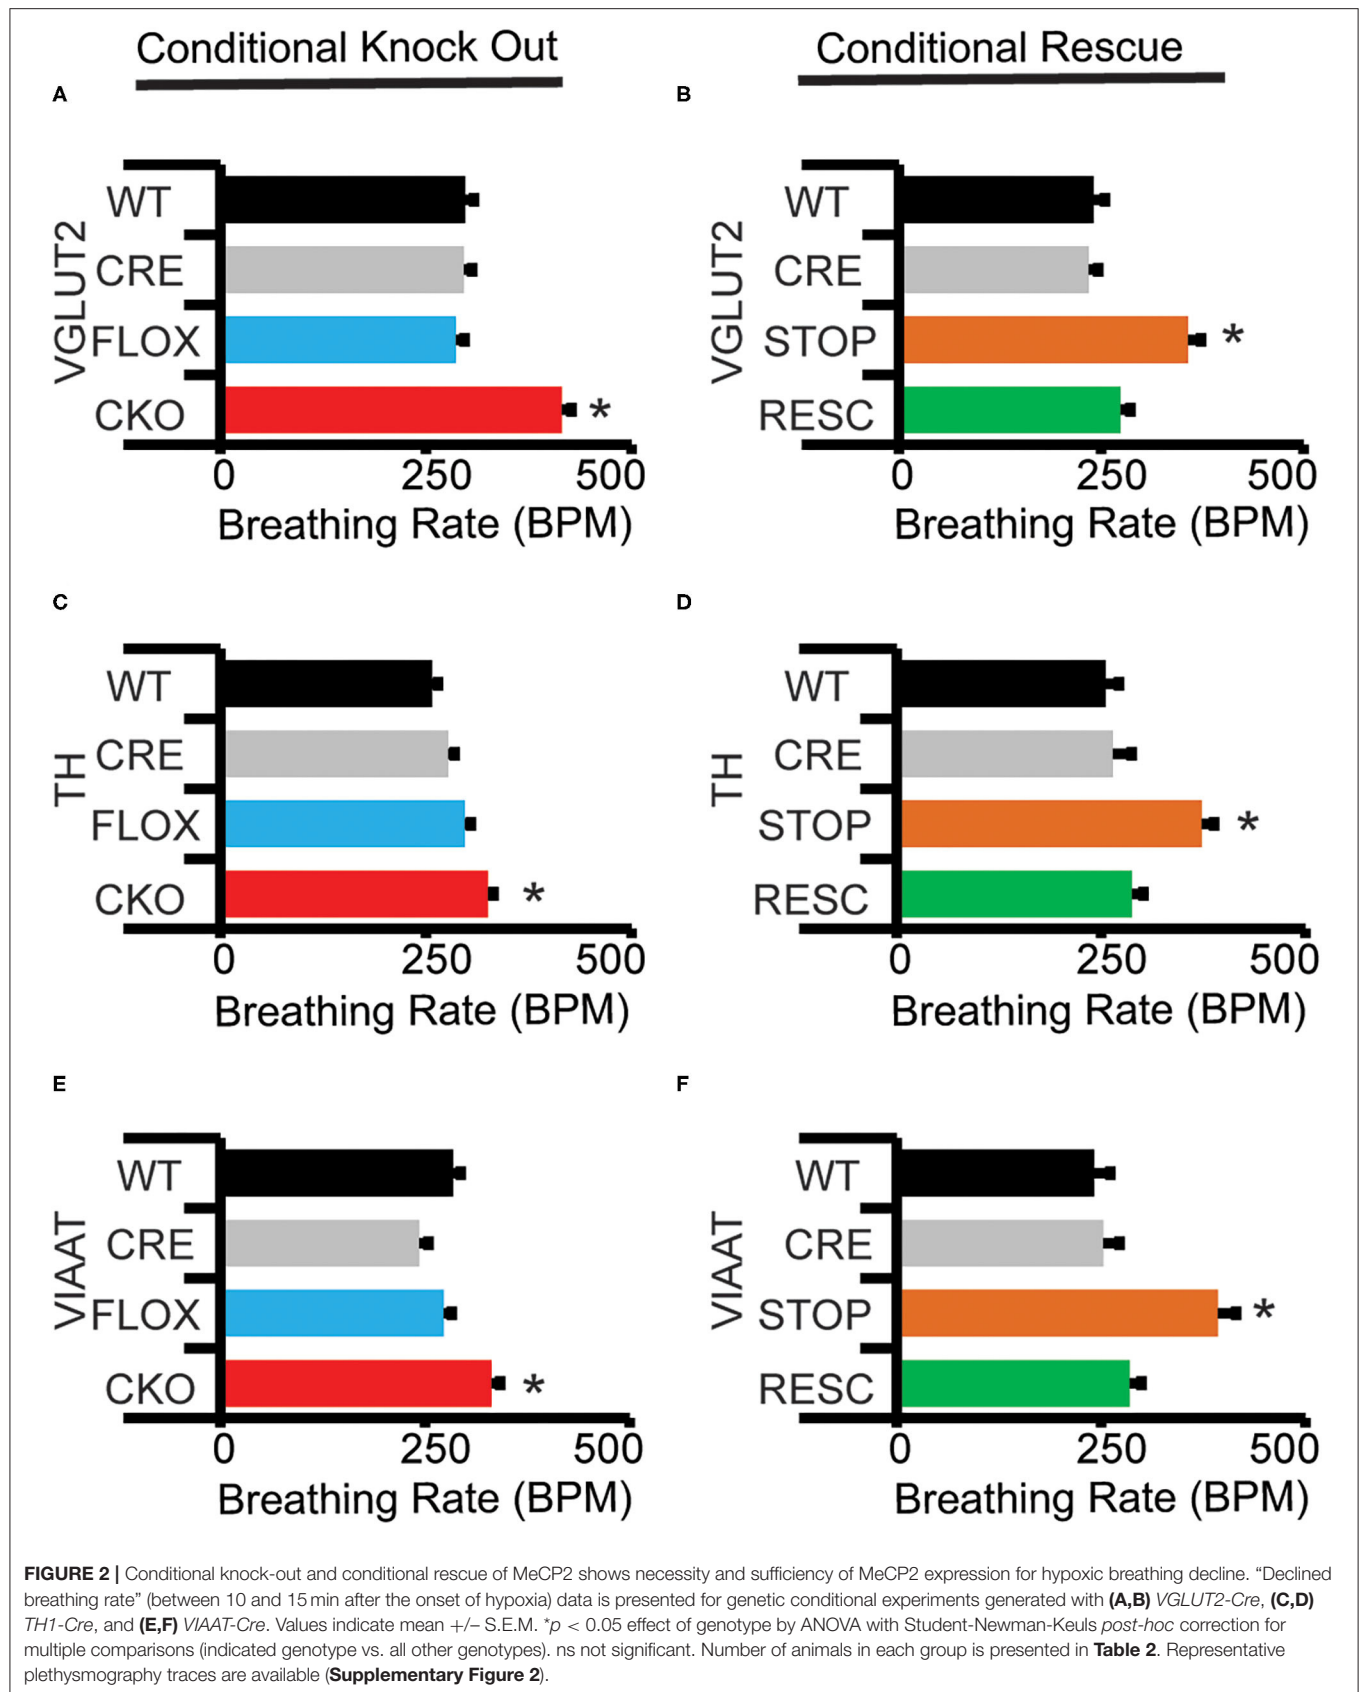 Conditional Knock Out
Conditional Rescue
A
VGLUT2
WT
CRE
FLOX
CKO
*
0 250 500
Breathing Rate (BPM)
B
VGLUT2
WT
CRE
STOP
*
RESC
0 250 500
Breathing Rate (BPM)
C
TH
WT
CRE
FLOX
CKO
*
0 250 500
Breathing Rate (BPM)
D
TH
WT
CRE
STOP
*
RESC
0 250 500
Breathing Rate (BPM)
E
VIAAT
WT
CRE
FLOX
CKO
*
0 250 500
Breathing Rate (BPM)
F
VIAAT
WT
CRE
STOP
*
RESC
0 250 500
Breathing Rate (BPM)
FIGURE 2 | Conditional knock-out and conditional rescue of MeCP2 shows necessity and sufficiency of MeCP2 expression for hypoxic breathing decline. “Declined
breathing rate” (between 10 and 15 min after the onset of hypoxia) data is presented for genetic conditional experiments generated with (A,B) VGLUT2-Cre, (C,D)
TH1-Cre, and (E,F) VIAAT-Cre. Values indicate mean +/– S.E.M. *p < 0.05 effect of genotype by ANOVA with Student-Newman-Keuls post-hoc correction for
multiple comparisons (indicated genotype vs. all other genotypes). ns not significant. Number of animals in each group is presented in Table 2. Representative
plethysmography traces are available (Supplementary Figure 2).